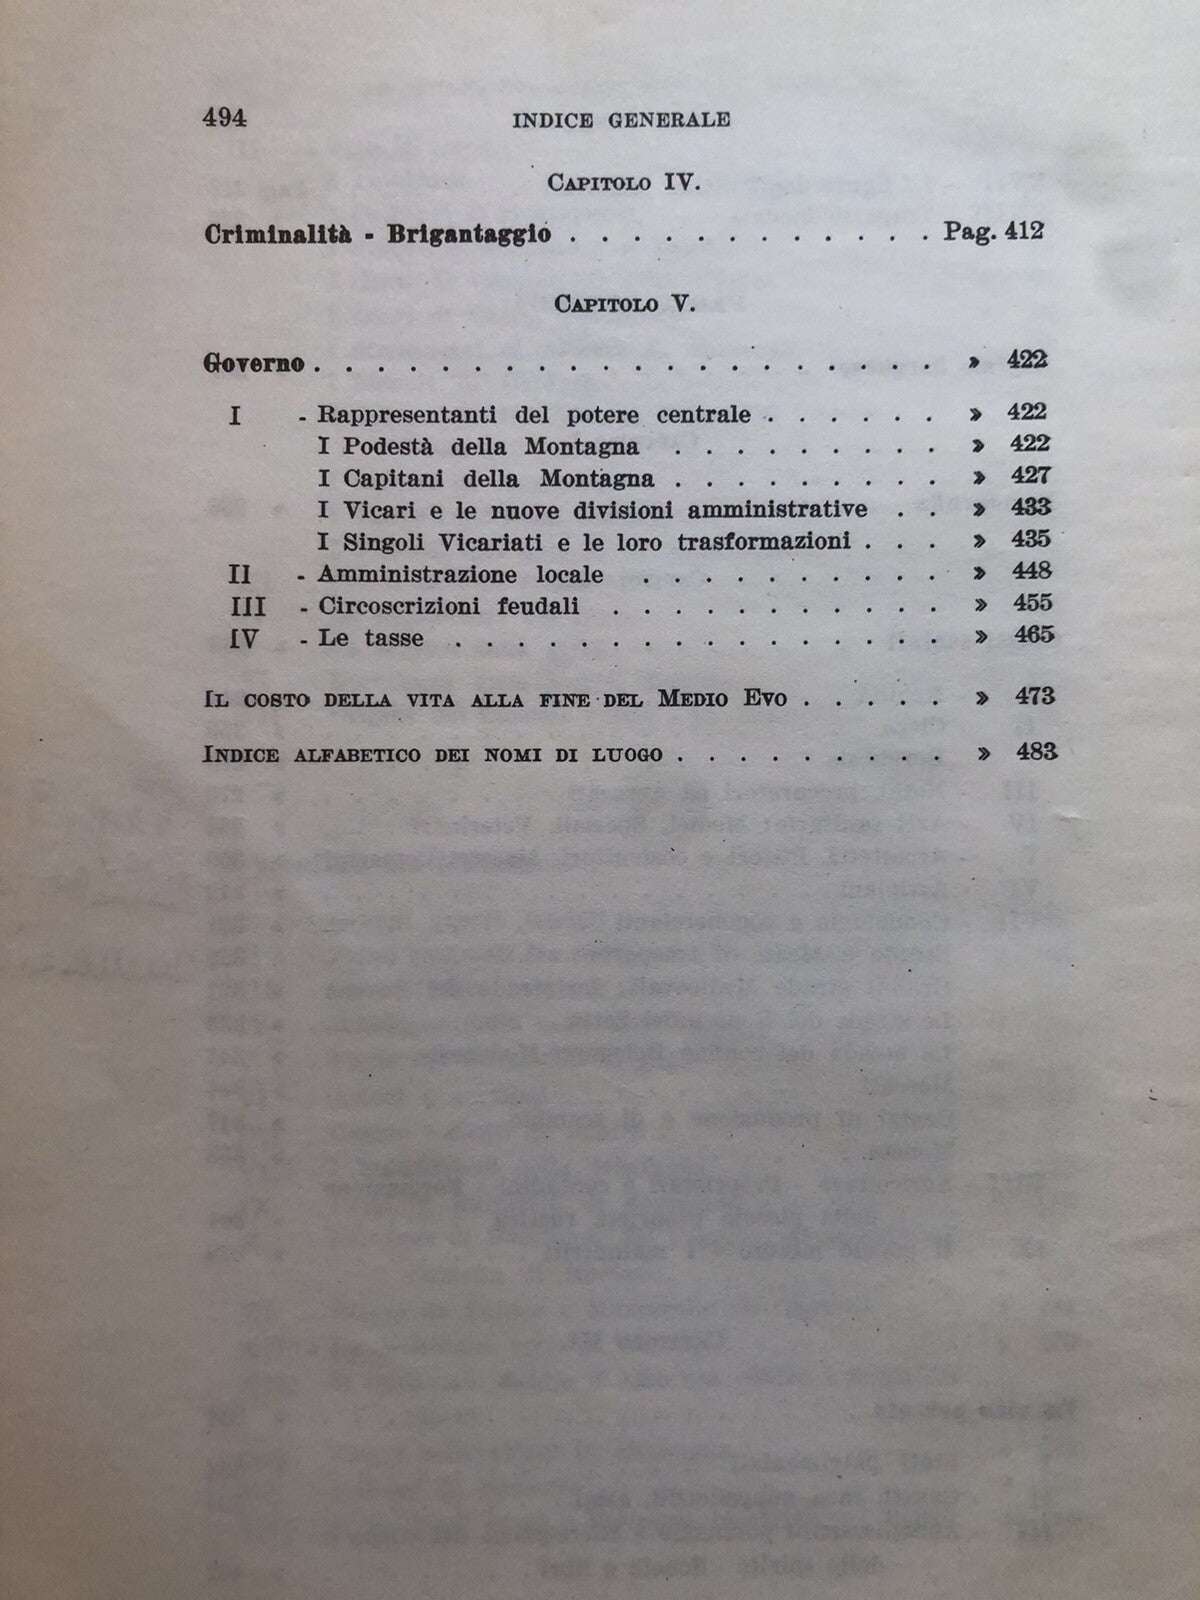 494 INDICE GENERALE
CAPITOLO IV.
Criminalità - Brigantaggio . . . . . . . . . . . . Pag. 412
CAPITOLO V.
Governo . . . . . . . . . . . . . . . . . . . . » 422
I - Rappresentanti del potere centrale . . . . . . » 422
I Podestà della Montagna . . . . . . . . . » 422
I Capitani della Montagna . . . . . . . . . » 427
I Vicari e le nuove divisioni amministrative . . » 433
I Singoli Vicariati e le loro trasformazioni . . . » 435
II - Amministrazione locale . . . . . . . . . . » 448
III - Circoscrizioni feudali . . . . . . . . . . . » 455
IV - Le tasse . . . . . . . . . . . . . . . . » 465
IL COSTO DELLA VITA ALLA FINE DEL MEDIO EVO . . . . . » 473
INDICE ALFABETICO DEI NOMI DI LUOGO . . . . . . . . . » 483